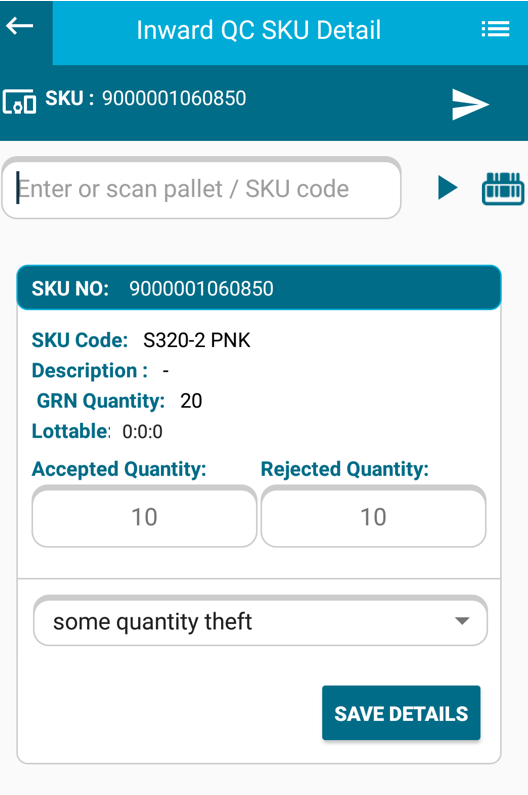 Inward QC SKU Detail
SKU : 9000001060850
Enter or scan pallet / SKU code
SKU NO: 9000001060850
SKU Code: S320-2 PNK
Description : -
GRN Quantity: 20
Lottable: 0:0:0
Accepted Quantity: Rejected Quantity:
10 10
some quantity theft
SAVE DETAILS